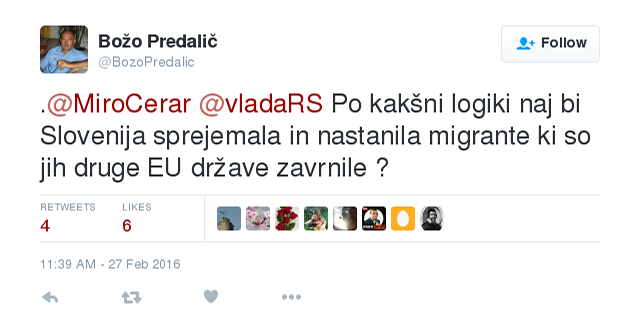 Božo Predalič
@BozoPredalic
Follow
.@MiroCerar @vladaRS Po kakšni logiki naj bi
Slovenija sprejemala in nastanila migrante ki so
jih druge EU države zavrnile ?
RETWEETS LIKES
4 6
11:39 AM - 27 Feb 2016